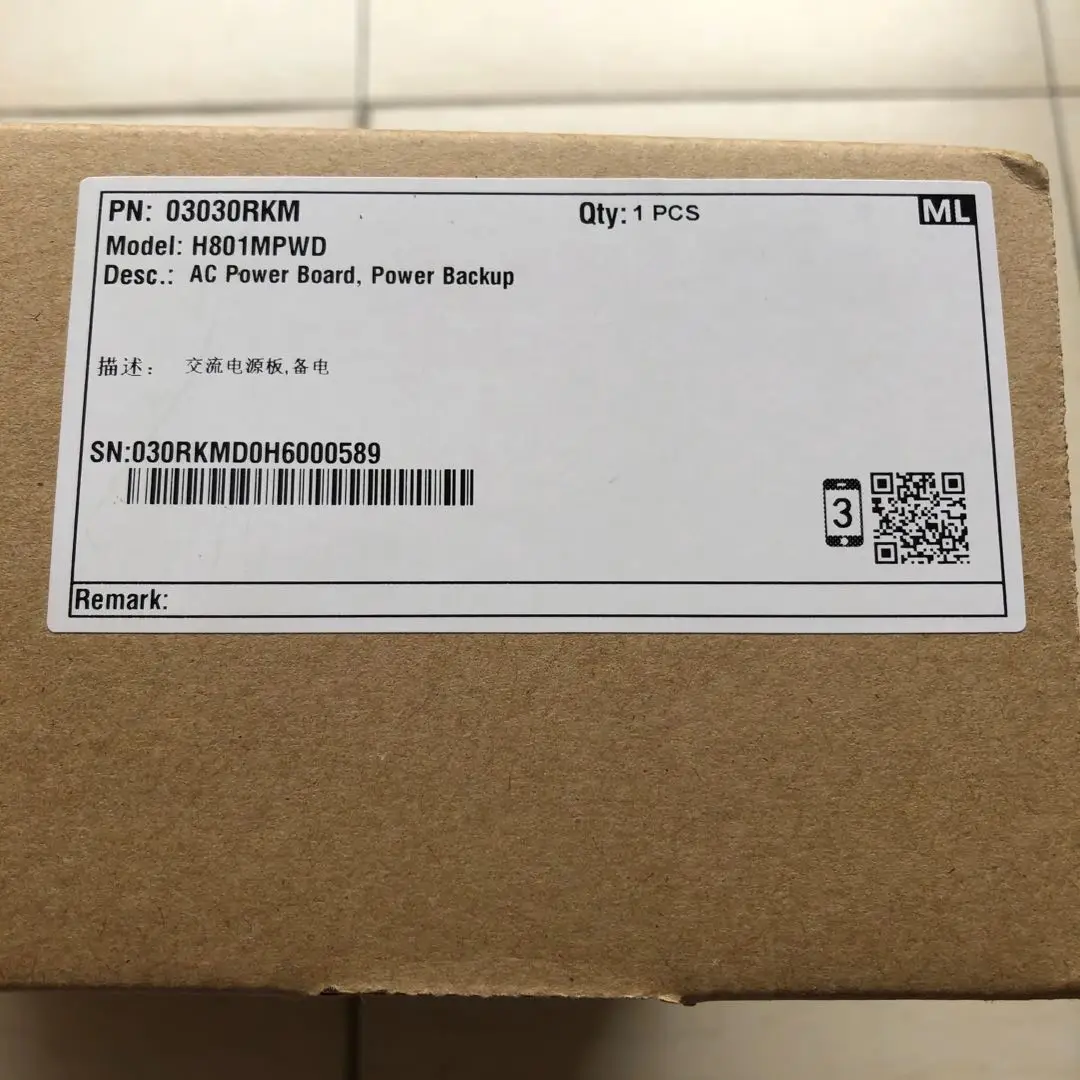 PN: 03030RKM Qty: 1 PCS ML
Model: H801MPWD
Desc.: AC Power Board, Power Backup
描述： 交流电源板,备电
SN:030RKMD0H6000589
3
Remark: